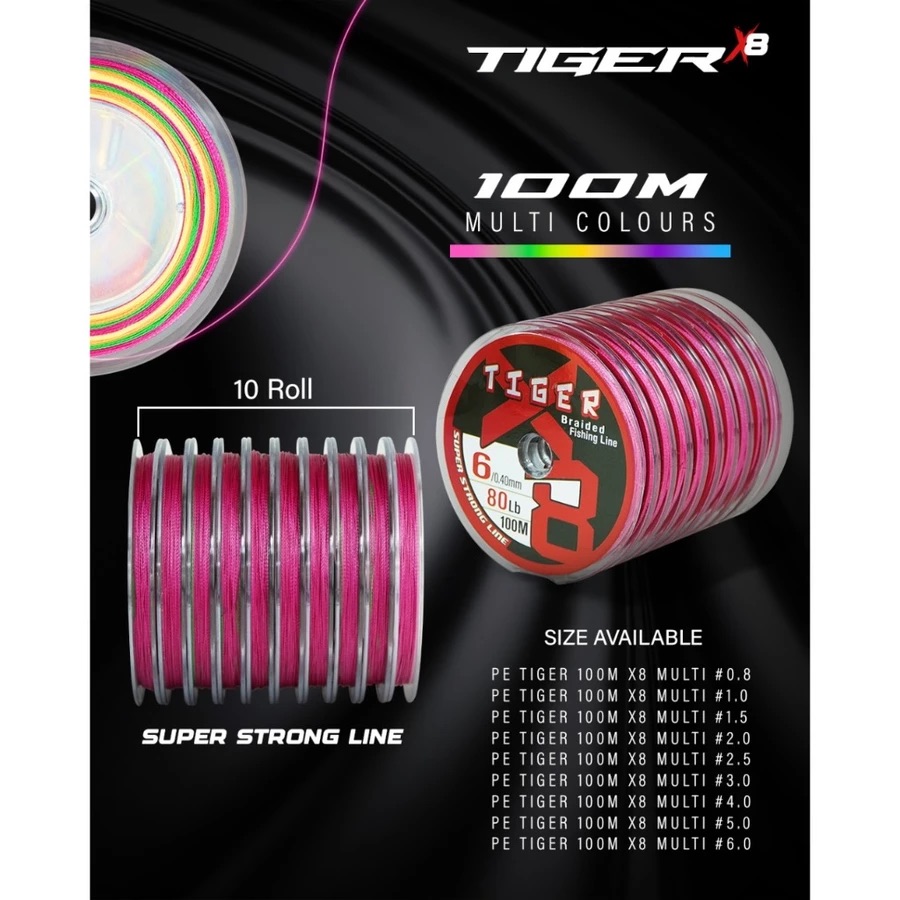 TIGER X8
100M
MULTI COLOURS
10 Roll
TIGER
Braided
Fishing Line
X8
6/0.40mm
80Lb
100M
SUPER STRONG LINE
SUPER STRONG LINE
SIZE AVAILABLE
PE TIGER 100M X8 MULTI #0.8
PE TIGER 100M X8 MULTI #1.0
PE TIGER 100M X8 MULTI #1.5
PE TIGER 100M X8 MULTI #2.0
PE TIGER 100M X8 MULTI #2.5
PE TIGER 100M X8 MULTI #3.0
PE TIGER 100M X8 MULTI #4.0
PE TIGER 100M X8 MULTI #5.0
PE TIGER 100M X8 MULTI #6.0